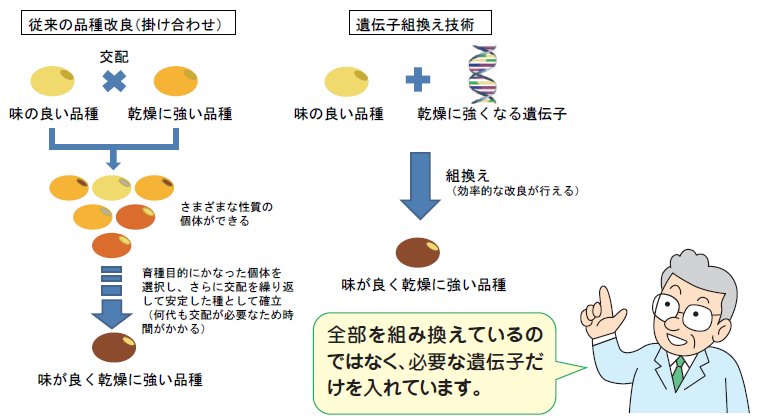 従来の品種改良（掛け合わせ）
交配
味の良い品種
乾燥に強い品種
さまざまな性質の
個体ができる
育種目的にかなった個体を
選択し、さらに交配を繰り返
して安定した種として確立
（何代も交配が必要なため時
間がかかる）
味が良く乾燥に強い品種
遺伝子組換え技術
味の良い品種
乾燥に強くなる遺伝子
組換え
（効率的な改良が行える）
味が良く乾燥に強い品種
全部を組み換えているの
ではなく、必要な遺伝子だ
けを入れています。